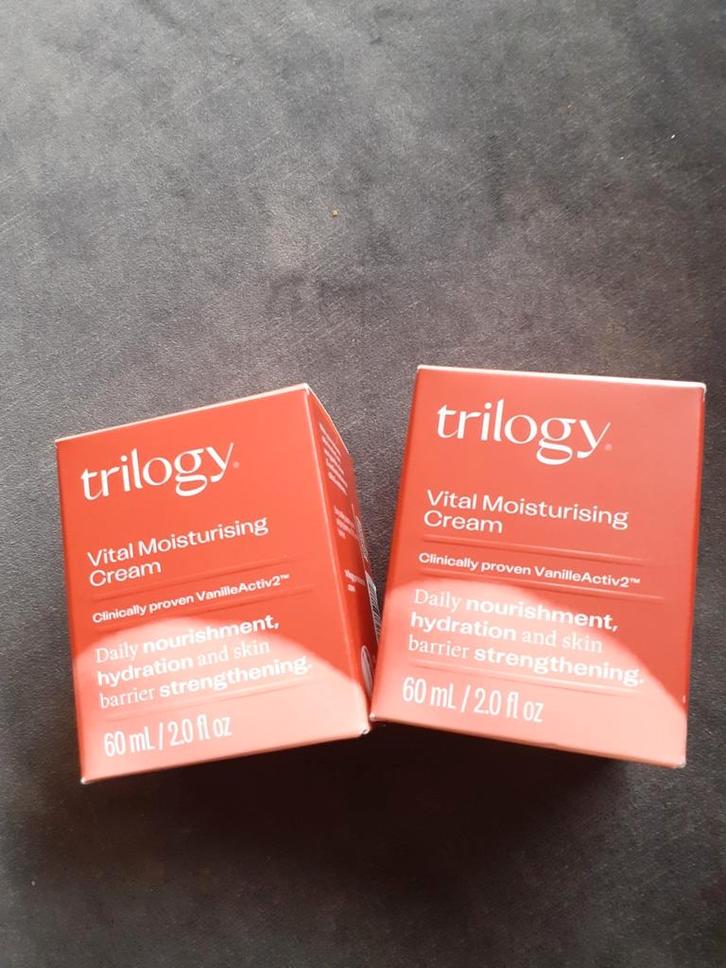 trilogy®
Vital Moisturising
Cream
Clinically proven VanilleActiv2™
Daily nourishment,
hydration and skin
barrier strengthening.
60 mL / 2.0 fl oz
trilogy®
Vital Moisturising
Cream
Clinically proven VanilleActiv2™
Daily nourishment,
hydration and skin
barrier strengthening.
60 mL / 2.0 fl oz